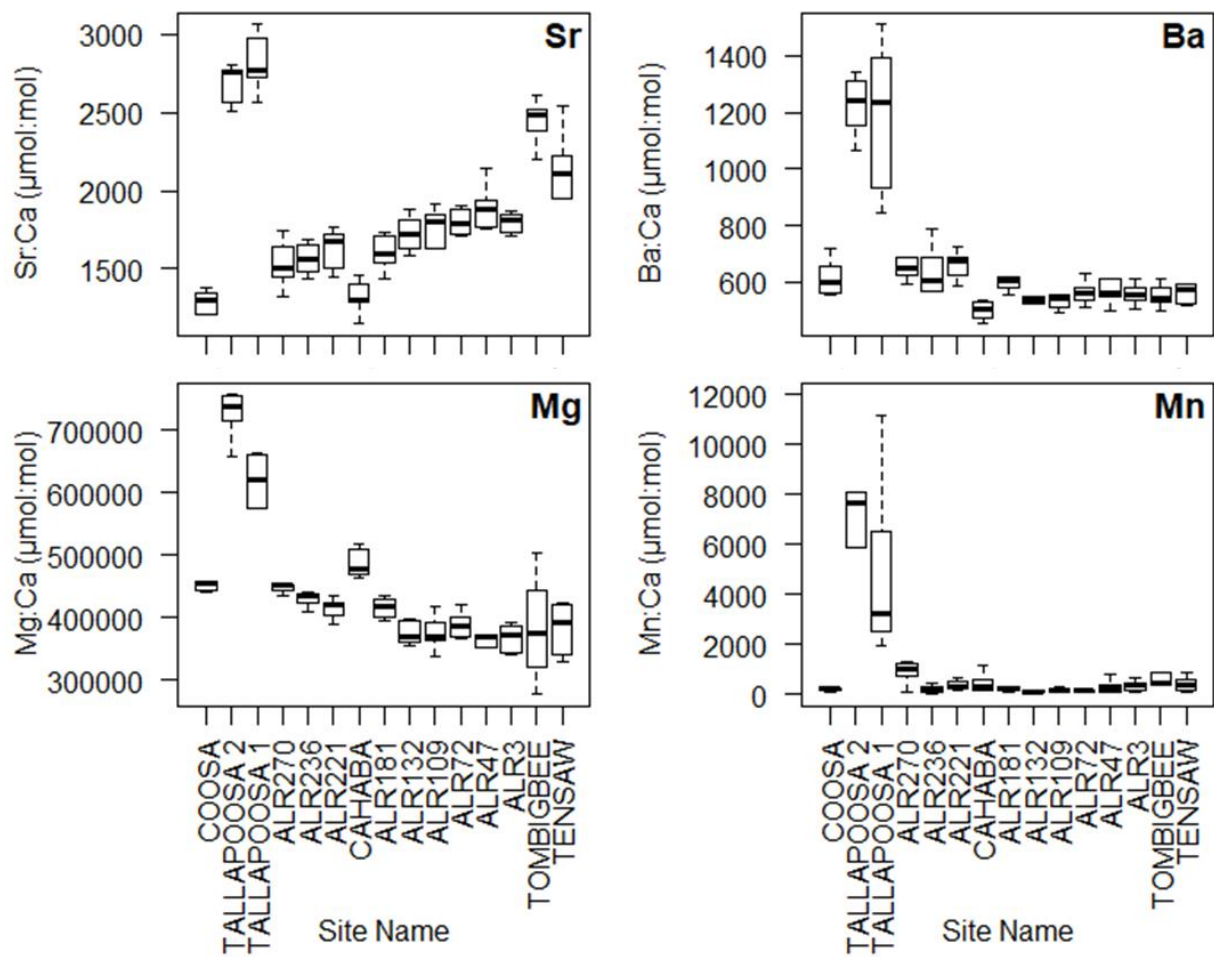 Sr
Sr:Ca (µmol:mol)
3000
2500
2000
1500
Ba
Ba:Ca (µmol:mol)
1400
1200
1000
800
600
Mg
Mg:Ca (µmol:mol)
700000
600000
500000
400000
300000
Mn
Mn:Ca (µmol:mol)
12000
10000
8000
6000
4000
2000
0
COOSA
TALLAPOOSA 2
TALLAPOOSA 1
ALR270
ALR236
ALR221
CAHABA
ALR181
ALR132
ALR109
ALR72
ALR47
ALR3
TOMBIGBEE
TENSAW
Site Name
COOSA
TALLAPOOSA 2
TALLAPOOSA 1
ALR270
ALR236
ALR221
CAHABA
ALR181
ALR132
ALR109
ALR72
ALR47
ALR3
TOMBIGBEE
TENSAW
Site Name